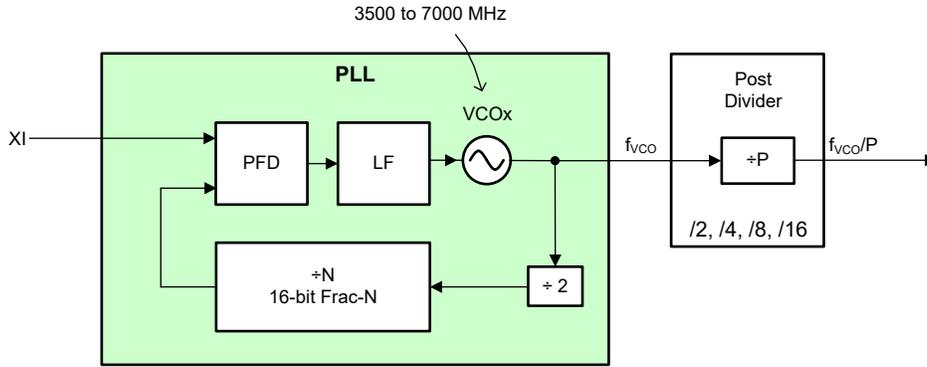 3500 to 7000 MHz
PLL
VCOx
XI
PFD
LF
fVCO
Post
Divider
÷P
fVCO/P
/2, /4, /8, /16
÷N
16-bit Frac-N
÷ 2